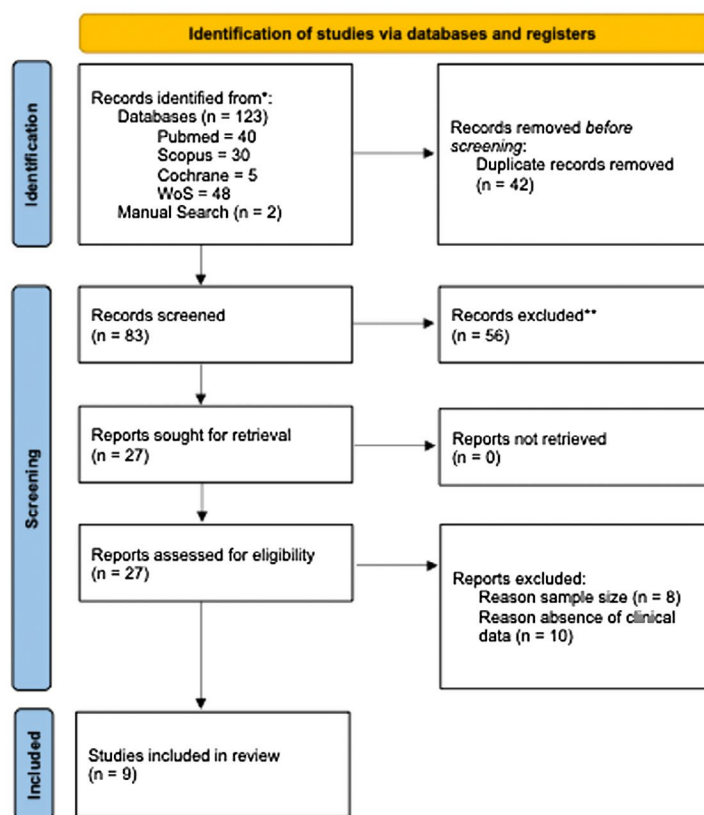 Identification of studies via databases and registers
Identification
Records identified from*:
Databases (n = 123)
Pubmed = 40
Scopus = 30
Cochrane = 5
WoS = 48
Manual Search (n = 2)
Records removed before
screening:
Duplicate records removed
(n = 42)
Screening
Records screened
(n = 83)
Records excluded**
(n = 56)
Reports sought for retrieval
(n = 27)
Reports not retrieved
(n = 0)
Reports assessed for eligibility
(n = 27)
Reports excluded:
Reason sample size (n = 8)
Reason absence of clinical
data (n = 10)
Included
Studies included in review
(n = 9)